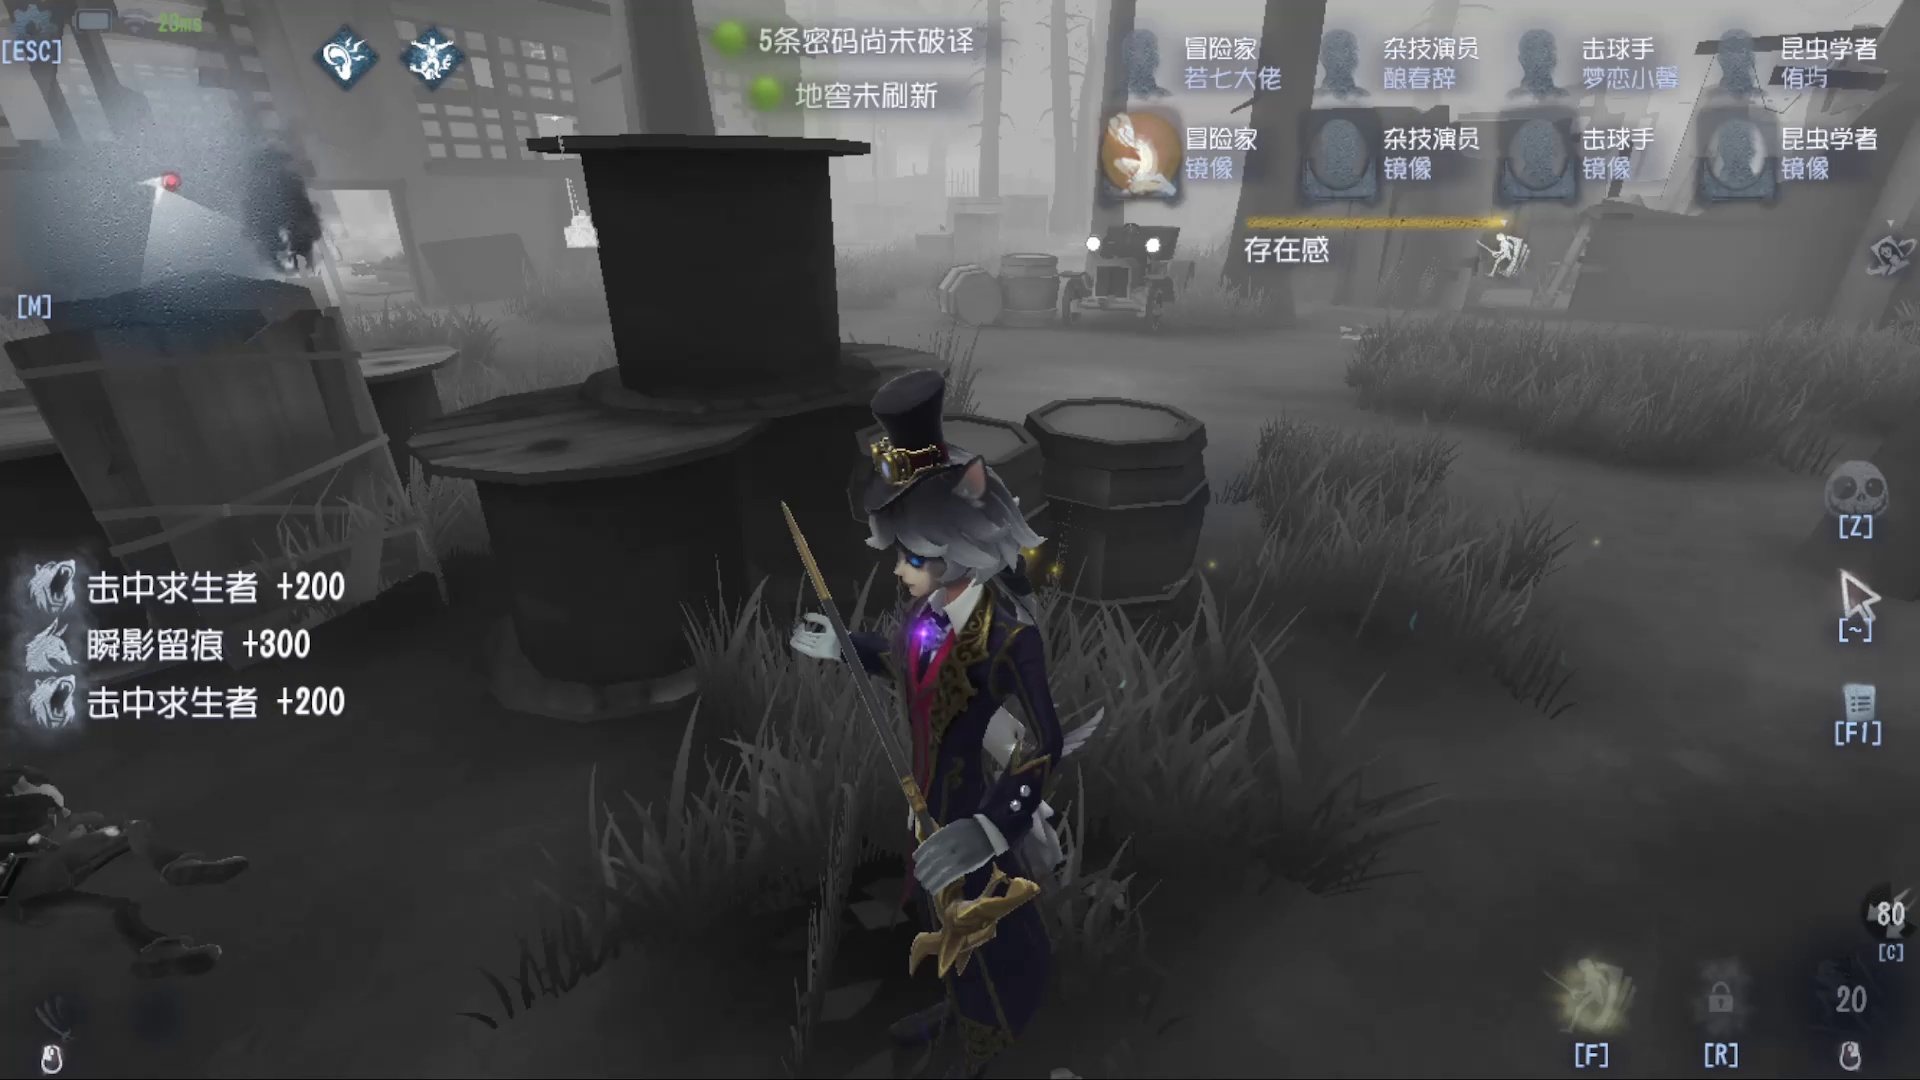 23ms
[ESC]
5条密码尚未破译
地窖未刷新
冒险家 杂技演员 击球手 昆虫学者
若七大佬 酿春辞 梦恋小馨 侑巧
冒险家 杂技演员 击球手 昆虫学者
镜像 镜像 镜像 镜像
存在感
[M]
[Z]
[~]
[F1]
击中求生者 +200
瞬影留痕 +300
击中求生者 +200
80
[C]
20
[F] [R]